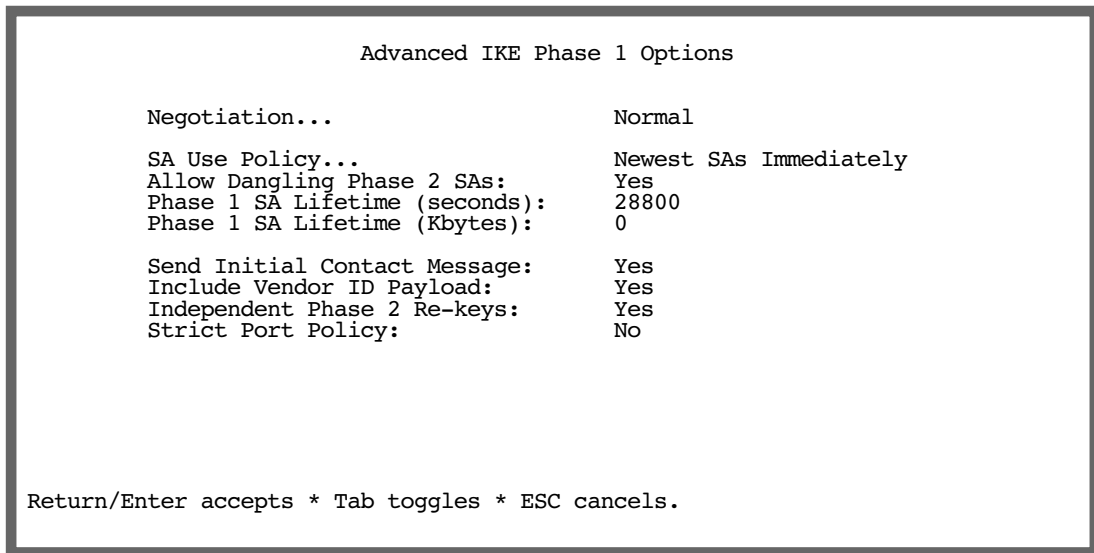 Advanced IKE Phase 1 Options
Negotiation... Normal
SA Use Policy... Newest SAs Immediately
Allow Dangling Phase 2 SAs: Yes
Phase 1 SA Lifetime (seconds): 28800
Phase 1 SA Lifetime (Kbytes): 0
Send Initial Contact Message: Yes
Include Vendor ID Payload: Yes
Independent Phase 2 Re-keys: Yes
Strict Port Policy: No
Return/Enter accepts * Tab toggles * ESC cancels.